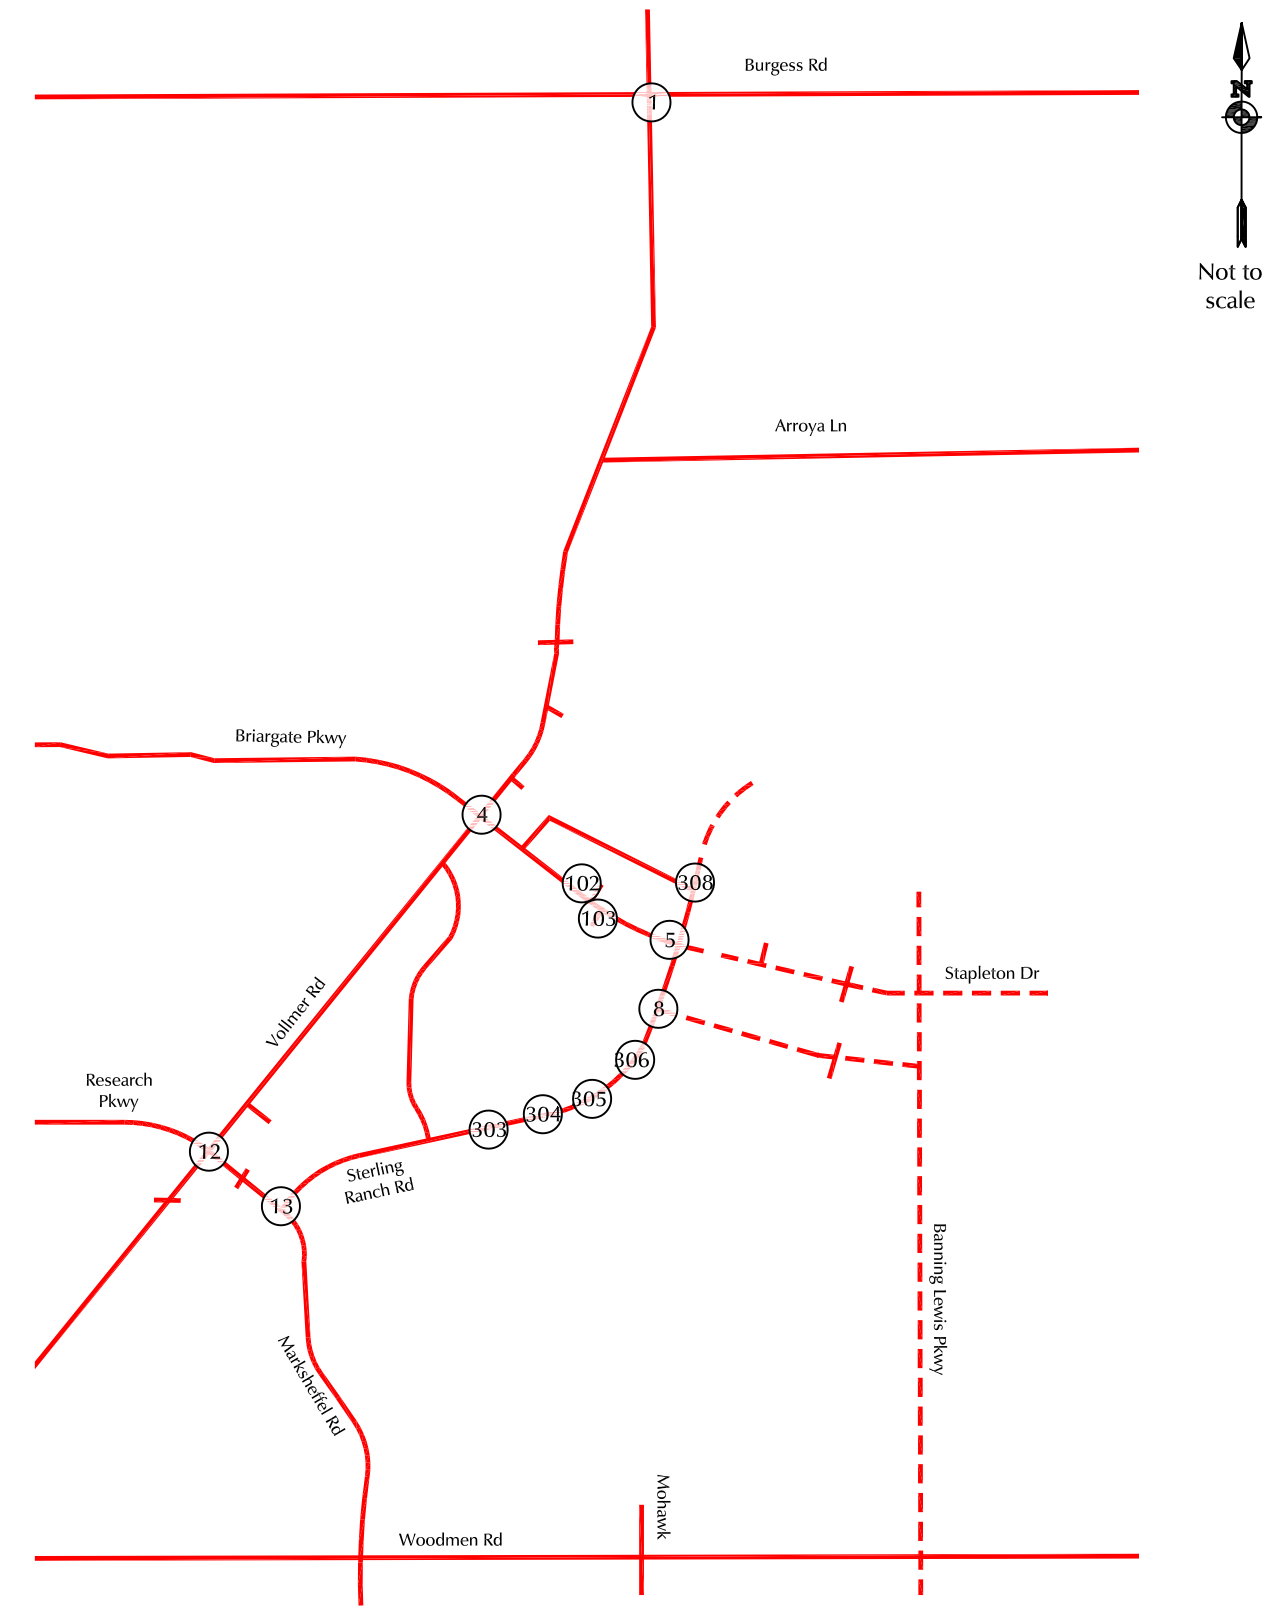 Burgess Rd
1
N
Not to
scale
Arroya Ln
Briargate Pkwy
4
102
308
103
5
Stapleton Dr
Vollmer Rd
8
306
Research
Pkwy
305
304
303
12
Sterling
Ranch Rd
13
Banning Lewis Pkwy
Marksheffel Rd
Mohawk
Woodmen Rd